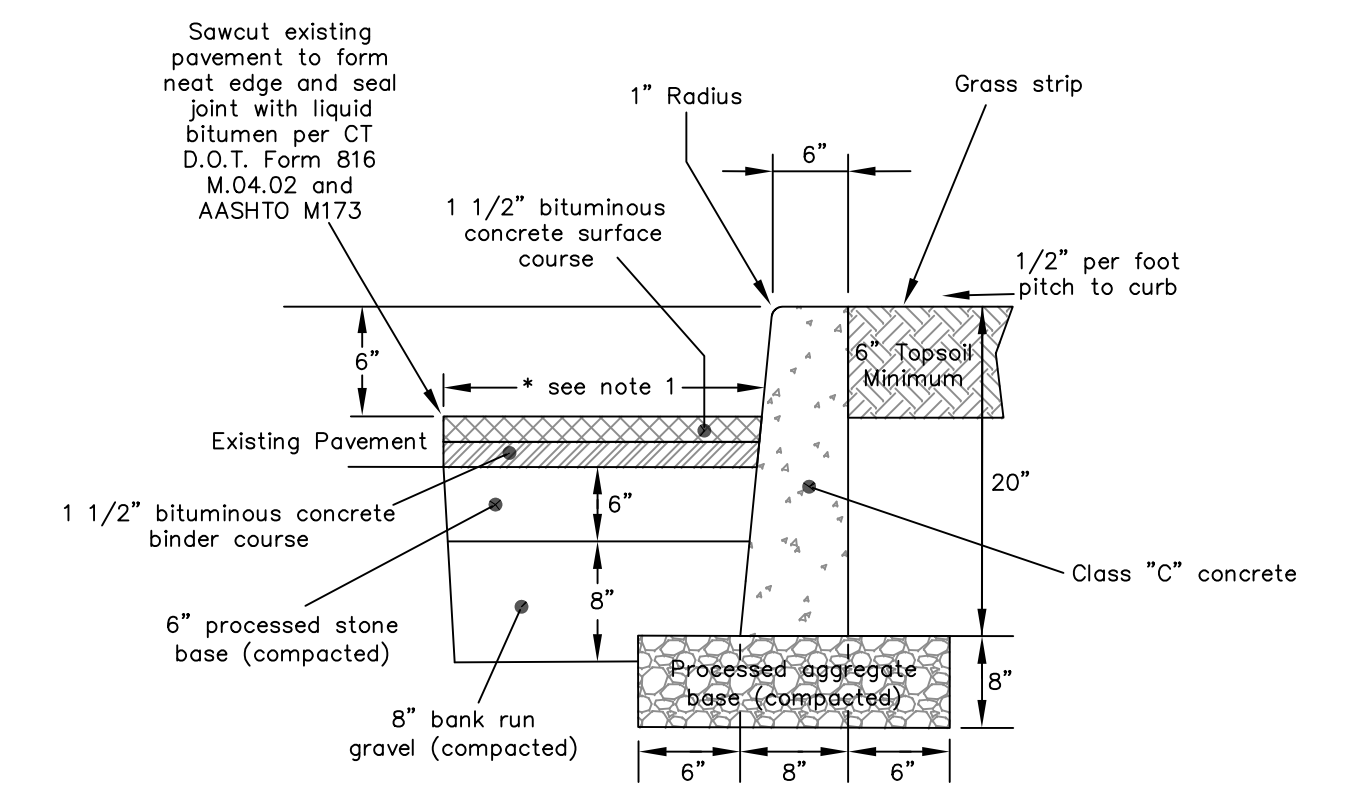 Sawcut existing
pavement to form
neat edge and seal
joint with liquid
bitumen per CT
D.O.T. Form 816
M.04.02 and
AASHTO M173
1” Radius
Grass strip
6”
1 1/2” bituminous
concrete surface
course
1/2” per foot
pitch to curb
6”
* see note 1
6” Topsoil
Minimum
Existing Pavement
20”
6”
1 1/2” bituminous concrete
binder course
Class ”C” concrete
8”
6” processed stone
base (compacted)
Processed aggregate
base (compacted)
8”
8” bank run
gravel (compacted)
6”
8”
6”